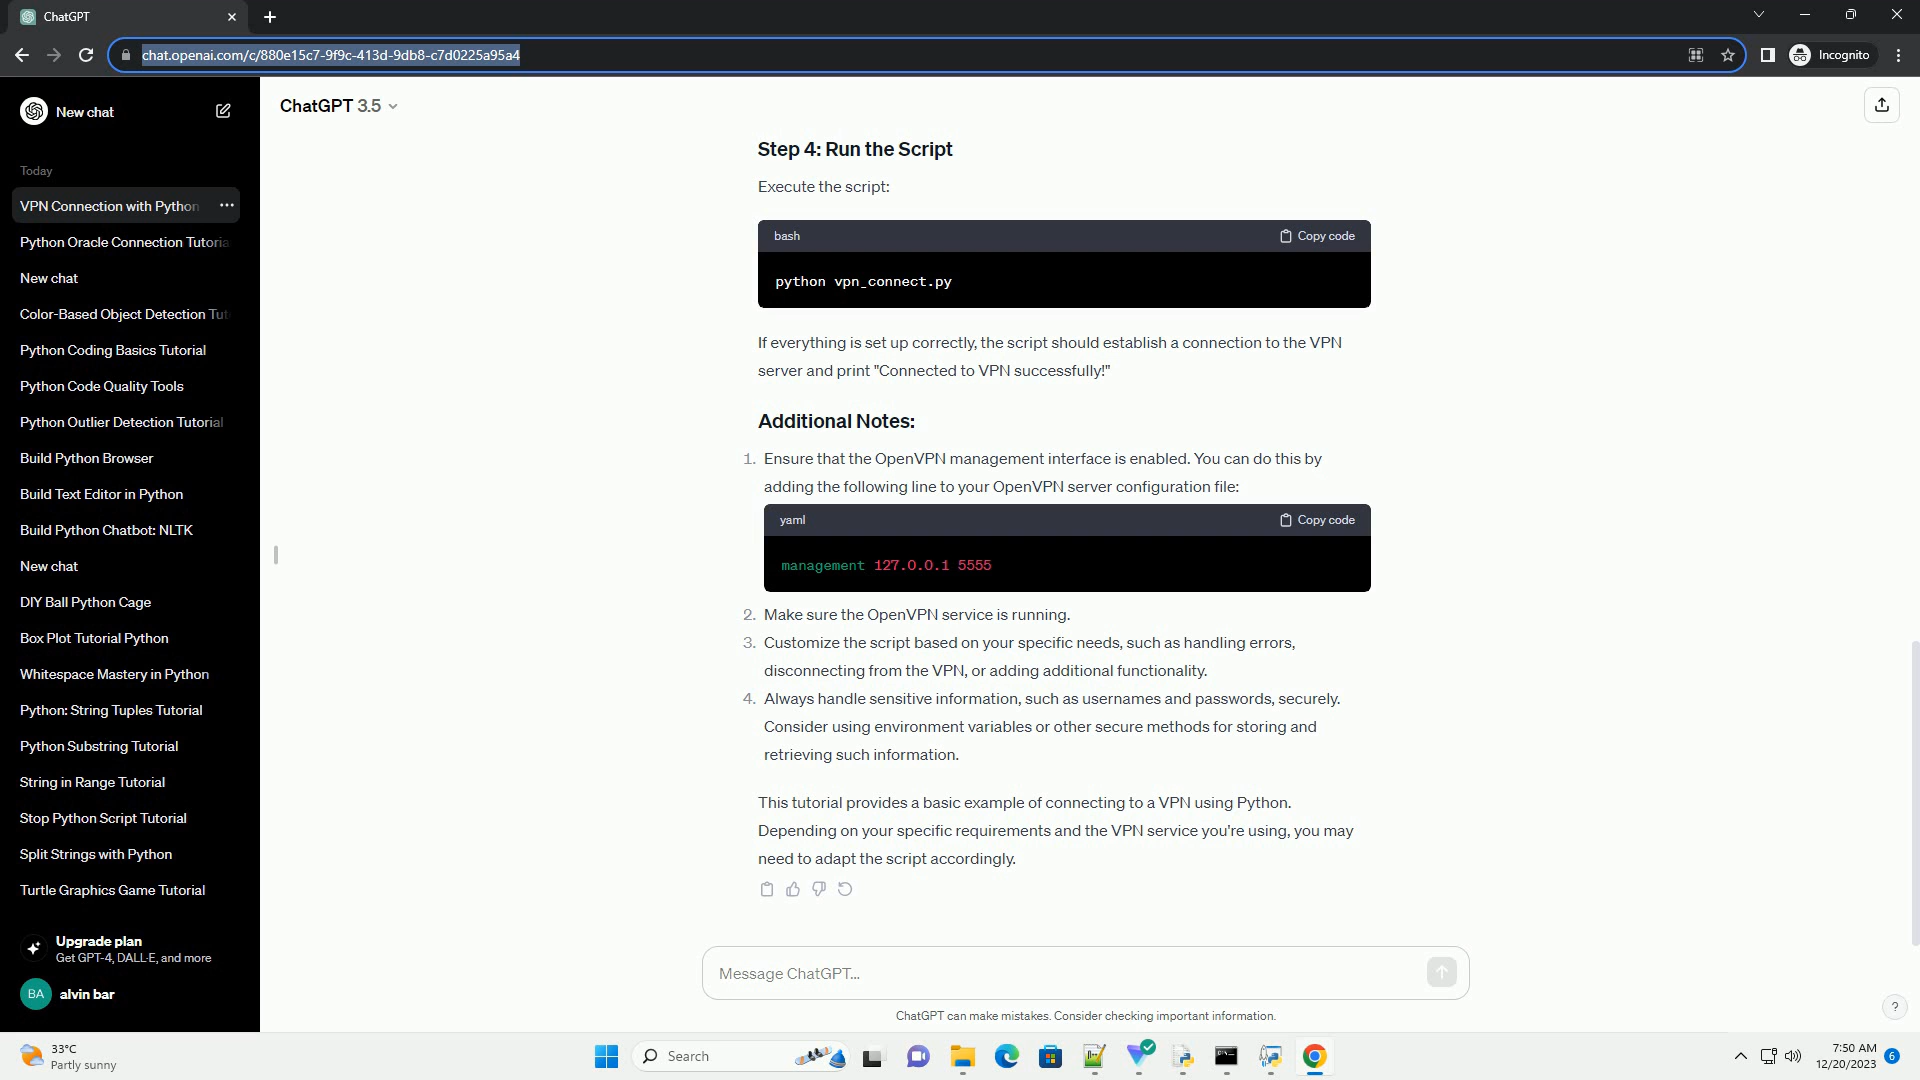 ChatGPT
chat.openai.com/c/880e15c7-9f9c-413d-9db8-c7d0225a95a4
Incognito
New chat
Today
VPN Connection with Python
Python Oracle Connection Tutoria
New chat
Color-Based Object Detection Tut
Python Coding Basics Tutorial
Python Code Quality Tools
Python Outlier Detection Tutorial
Build Python Browser
Build Text Editor in Python
Build Python Chatbot: NLTK
New chat
DIY Ball Python Cage
Box Plot Tutorial Python
Whitespace Mastery in Python
Python: String Tuples Tutorial
Python Substring Tutorial
String in Range Tutorial
Stop Python Script Tutorial
Split Strings with Python
Turtle Graphics Game Tutorial
Upgrade plan
Get GPT-4, DALL·E, and more
BA
alvin bar
ChatGPT 3.5
Step 4: Run the Script
Execute the script:
bash
Copy code
python vpn_connect.py
If everything is set up correctly, the script should establish a connection to the VPN
server and print "Connected to VPN successfully!"
Additional Notes:
1. Ensure that the OpenVPN management interface is enabled. You can do this by
adding the following line to your OpenVPN server configuration file:
yaml
Copy code
management 127.0.0.1 5555
2. Make sure the OpenVPN service is running.
3. Customize the script based on your specific needs, such as handling errors,
disconnecting from the VPN, or adding additional functionality.
4. Always handle sensitive information, such as usernames and passwords, securely.
Consider using environment variables or other secure methods for storing and
retrieving such information.
This tutorial provides a basic example of connecting to a VPN using Python.
Depending on your specific requirements and the VPN service you're using, you may
need to adapt the script accordingly.
Message ChatGPT...
ChatGPT can make mistakes. Consider checking important information.
?
33°C
Partly sunny
Search
7:50 AM
12/20/2023
6